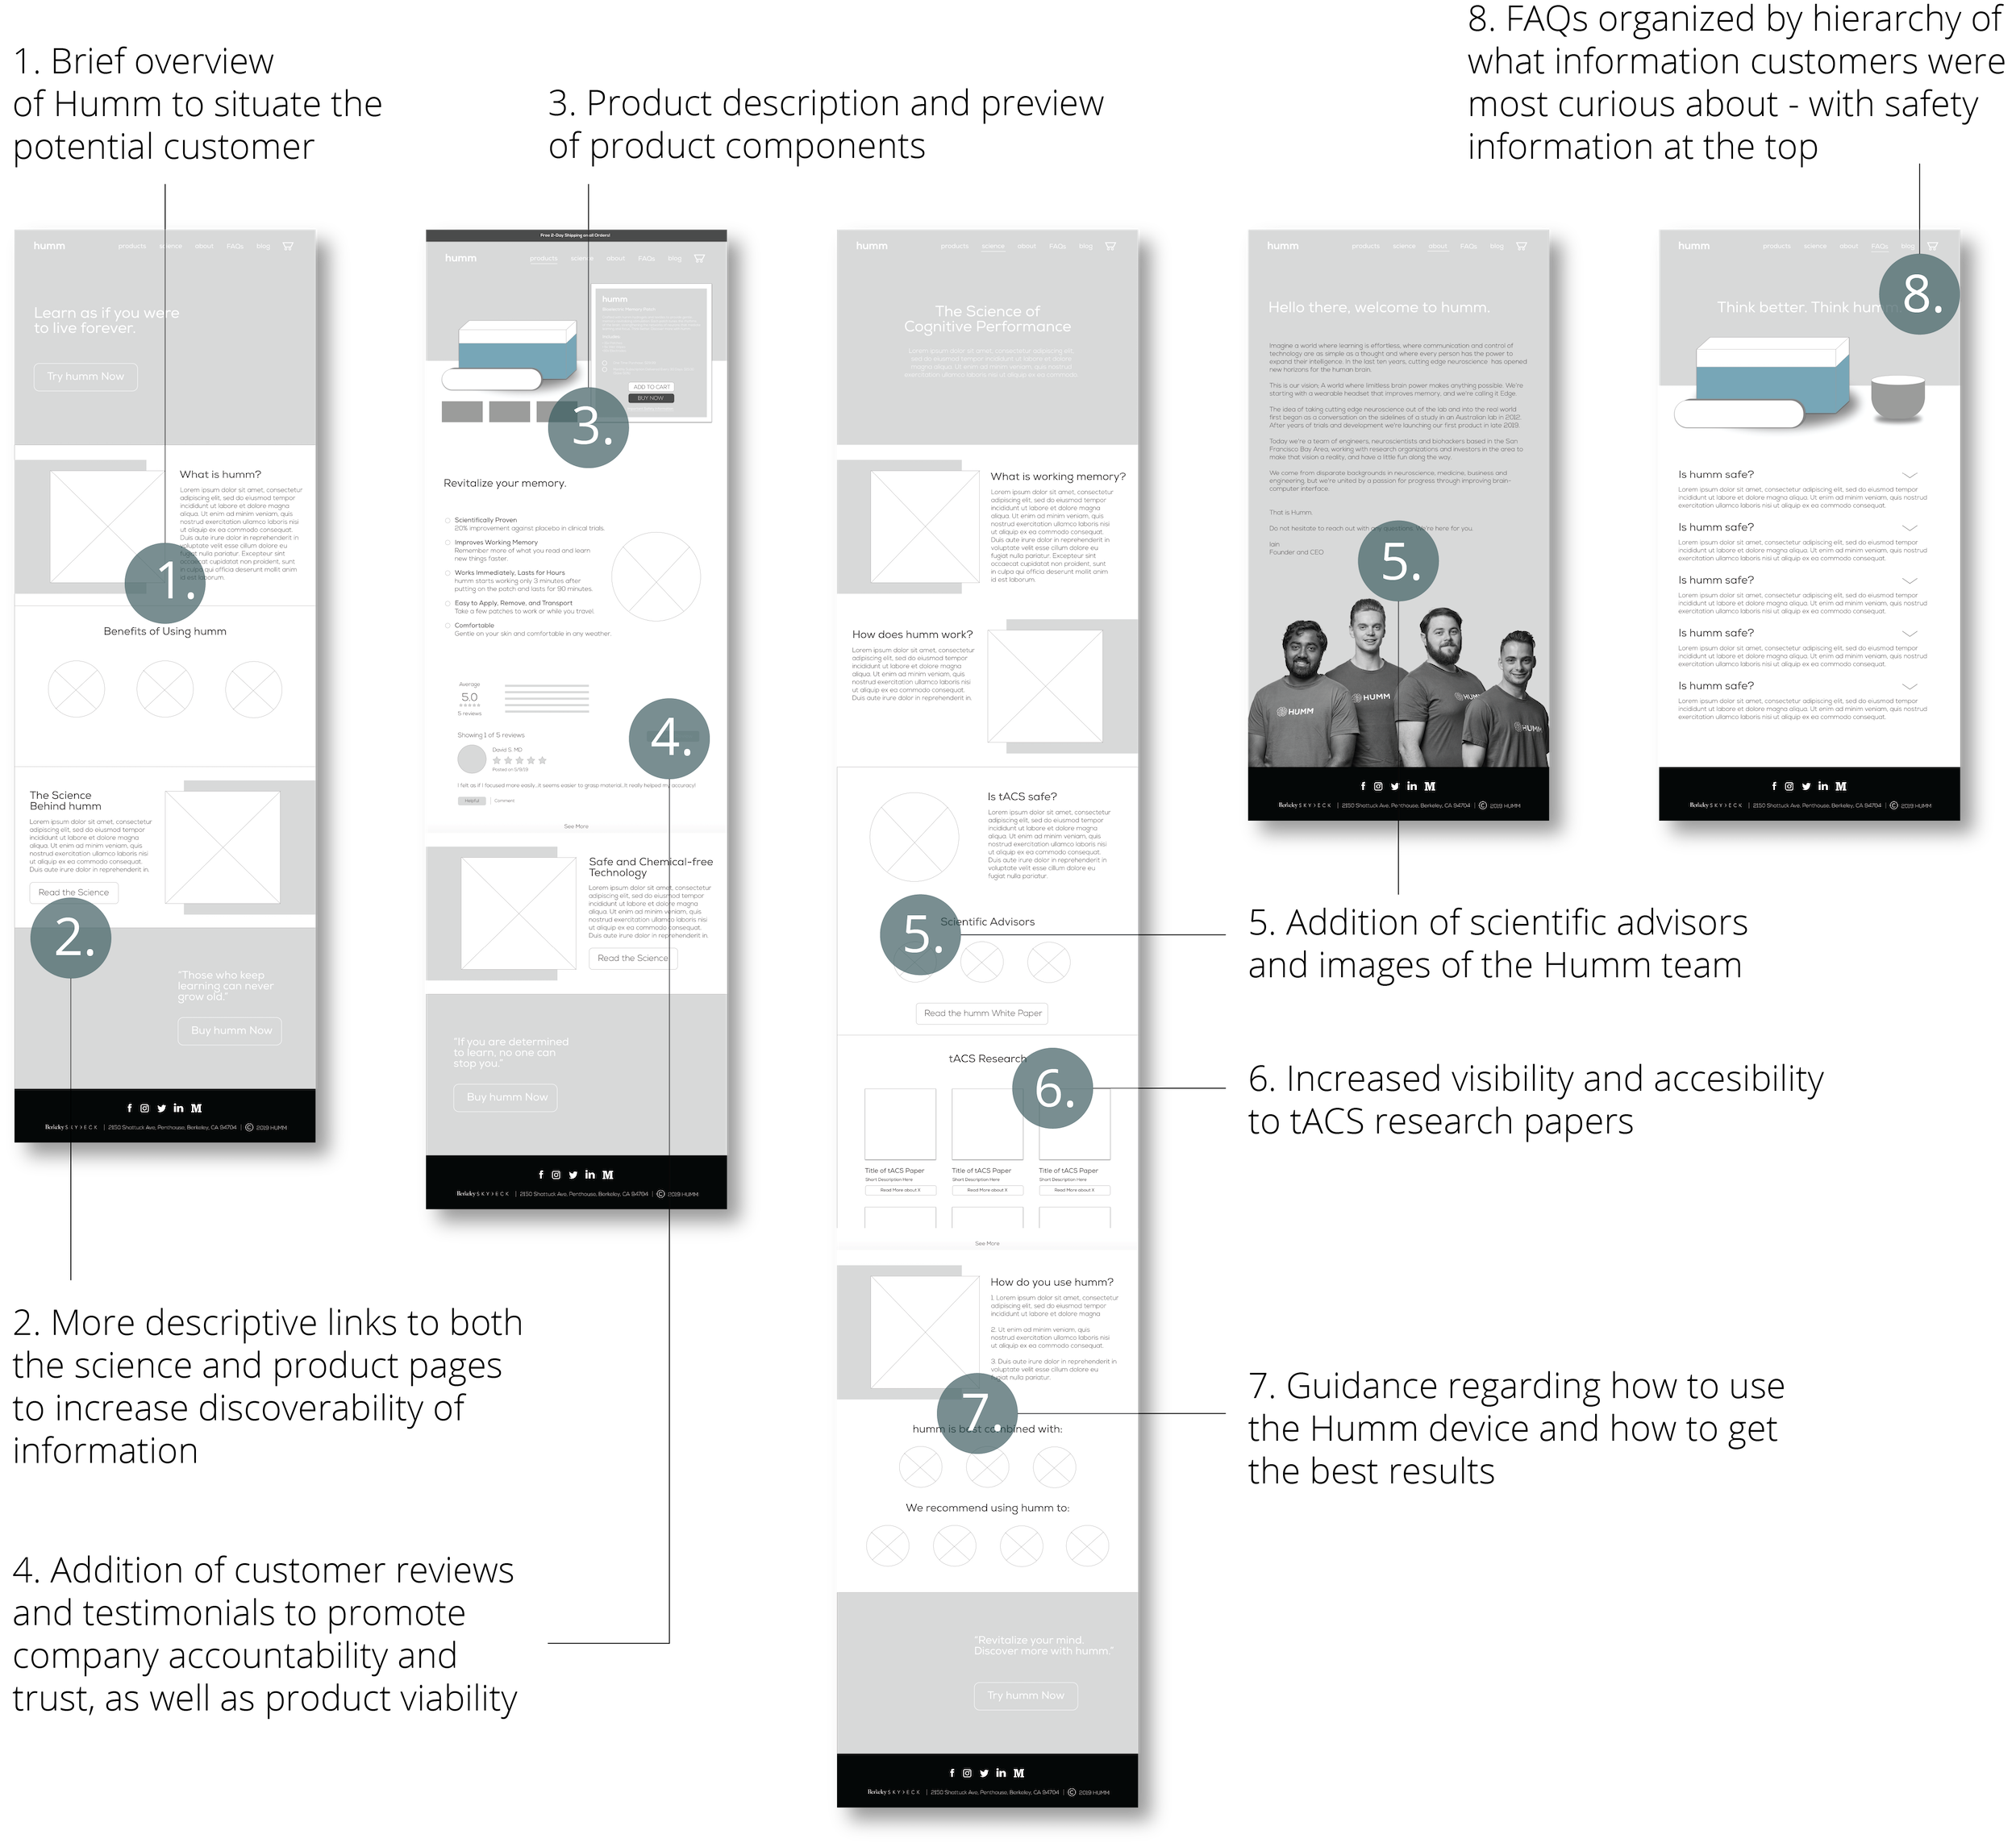 1. Brief overview
of Humm to situate the
potential customer
3. Product description and preview
of product components
8. FAQs organized by hierarchy of
what information customers were
most curious about - with safety
information at the top
humm
products science about FAQs blog
Learn as if you were
to live forever.
Try humm Now
What is humm?
Lorem ipsum dolor sit amet, consectetur
adipiscing elit, sed do eiusmod tempor
incididunt ut labore et dolore magna
aliqua. Ut enim ad minim veniam, quis
nostrud exercitation ullamco laboris nisi
ut aliquip ex ea commodo consequat.
Duis aute irure dolor in reprehenderit in
voluptate velit esse cillum dolore eu
fugiat nulla pariatur. Excepteur sint
occaecat cupidatat non proident, sunt
in culpa qui officia deserunt mollit anim
id est laborum.
1.
Benefits of Using humm
The Science
Behind humm
Lorem ipsum dolor sit amet, consectetur
adipiscing elit, sed do eiusmod tempor
incididunt ut labore et dolore magna
aliqua. Ut enim ad minim veniam, quis
nostrud exercitation ullamco laboris nisi
ut aliquip ex ea commodo consequat.
Duis aute irure dolor in reprehenderit in.
Read the Science
2.
"Those who keep
learning can never
grow old."
Buy humm Now
Berkeley SKYDECK | 2150 Shattuck Ave, Penthouse, Berkeley, CA 94704 | © 2019 HUMM
Free 2-Day Shipping on all Orders!
humm
products science about FAQs blog
humm
ADD TO CART
BUY NOW
3.
Revitalize your memory.
Scientifically Proven
20% improvement against placebo in clinical trials.
Improves Working Memory
Remember more of what you read and learn
new things faster.
Works Immediately, Lasts for Hours
humm starts working only 3 minutes after
putting on the patch and lasts for 90 minutes.
Easy to Apply, Remove, and Transport
Take a few patches to work or while you travel.
Comfortable
Gentle on your skin and comfortable in any weather.
Average
5.0
5 reviews
4.
Showing 1 of 5 reviews
David S. MD
Posted on 5/9/19
I felt as if I focused more easily..it seems easier to grasp material..It really helped my accuracy!
Helpful | Comment
See More
Safe and Chemical-free
Technology
Lorem ipsum dolor sit amet, consectetur
adipiscing elit, sed do eiusmod tempor
incididunt ut labore et dolore magna
aliqua. Ut enim ad minim veniam, quis
nostrud exercitation ullamco laboris nisi
ut aliquip ex ea commodo consequat.
Duis aute irure dolor in reprehenderit in.
Read the Science
"If you are determined
to learn, no one can
stop you."
Buy humm Now
Berkeley SKYDECK | 2150 Shattuck Ave, Penthouse, Berkeley, CA 94704 | © 2019 HUMM
humm
products science about FAQs blog
The Science of
Cognitive Performance
Lorem ipsum dolor sit amet, consectetur adipiscing elit,
sed do eiusmod tempor incididunt ut labore et dolore
magna aliqua. Ut enim ad minim veniam, quis nostrud
exercitation ullamco laboris nisi ut aliquip ex ea commodo
What is working memory?
Lorem ipsum dolor sit amet, consectetur
adipiscing elit, sed do eiusmod tempor
incididunt ut labore et dolore magna
aliqua. Ut enim ad minim veniam, quis
nostrud exercitation ullamco laboris nisi
ut aliquip ex ea commodo consequat.
Duis aute irure dolor in reprehenderit in
voluptate velit esse cillum dolore eu
fugiat nulla pariatur. Excepteur sint
occaecat cupidatat non proident, sunt
in culpa qui officia deserunt mollit anim
id est laborum.
How does humm work?
Lorem ipsum dolor sit amet, consectetur
adipiscing elit, sed do eiusmod tempor
incididunt ut labore et dolore magna
aliqua. Ut enim ad minim veniam, quis
nostrud exercitation ullamco laboris nisi
ut aliquip ex ea commodo consequat.
Duis aute irure dolor in reprehenderit in.
Is tACS safe?
Lorem ipsum dolor sit amet, consectetur
adipiscing elit, sed do eiusmod tempor
incididunt ut labore et dolore magna
aliqua. Ut enim ad minim veniam, quis
nostrud exercitation ullamco laboris nisi
ut aliquip ex ea commodo consequat.
Duis aute irure dolor in reprehenderit in
voluptate velit esse cillum dolore eu
fugiat nulla pariatur.
5.
Scientific Advisors
Read the humm White Paper
tACS Research
6.
Title of tACS Paper
Short Description Here
Read More about X
Title of tACS Paper
Short Description Here
Read More about X
Title of tACS Paper
Short Description Here
Read More about X
See More
How do you use humm?
1. Lorem ipsum dolor sit amet, consectetur
adipiscing elit, sed do eiusmod tempor
incididunt ut labore et dolore magna
2. Ut enim ad minim veniam, quis
nostrud exercitation ullamco laboris nisi
ut aliquip ex ea commodo consequat.
3. Duis aute irure dolor in reprehenderit in
voluptate velit esse cillum dolore eu
fugiat nulla pariatur.
7.
humm is best combined with:
We recommend using humm to:
"Revitalize your mind.
Discover more with humm."
Try humm Now
Berkeley SKYDECK | 2150 Shattuck Ave, Penthouse, Berkeley, CA 94704 | © 2019 HUMM
humm
products science about FAQs blog
Hello there, welcome to humm.
Imagine a world where learning is effortless, where communication and control of
technology are as simple as a thought and where every person has the power to
expand their intelligence. In the last ten years, cutting edge neuroscience has opened
new horizons for the human brain.
This is our vision. A world where limitless brain power makes anything possible. We're
starting with a wearable headset that improves memory, and we're calling it Edge.
The idea of taking cutting edge neuroscience out of the lab and into the real world
first began as a conversation on the sidelines of a study in an Australian lab in 2012.
After years of trials and development we're launching our first product in late 2019.
Today we're a team of engineers, neuroscientists and biohackers based in the San
Francisco Bay Area, working with research organizations and investors in the area to
make that vision a reality, and have a little fun along the way.
We come from disparate backgrounds in neuroscience, medicine, business and
engineering, but we're united by a passion for progress through improving brain-
computer interface.
That is Humm.
Do not hesitate to reach out with any questions. We're here for you.
Iain
Founder and CEO
5.
HUMM
HUMM
HUMM
HUMM
Berkeley SKYDECK | 2150 Shattuck Ave, Penthouse, Berkeley, CA 94704 | © 2019 HUMM
humm
products science about FAQs blog
8.
Think better. Think humm
Is humm safe?
Lorem ipsum dolor sit amet, consectetur adipiscing elit, sed do eiusmod tempor
incididunt ut labore et dolore magna aliqua. Ut enim ad minim veniam, quis nostrud
exercitation ullamco laboris nisi ut aliquip ex ea commodo consequat.
Is humm safe?
Lorem ipsum dolor sit amet, consectetur adipiscing elit, sed do eiusmod tempor
incididunt ut labore et dolore magna aliqua. Ut enim ad minim veniam, quis nostrud
exercitation ullamco laboris nisi ut aliquip ex ea commodo consequat.
Is humm safe?
Lorem ipsum dolor sit amet, consectetur adipiscing elit, sed do eiusmod tempor
incididunt ut labore et dolore magna aliqua. Ut enim ad minim veniam, quis nostrud
exercitation ullamco laboris nisi ut aliquip ex ea commodo consequat.
Is humm safe?
Lorem ipsum dolor sit amet, consectetur adipiscing elit, sed do eiusmod tempor
incididunt ut labore et dolore magna aliqua. Ut enim ad minim veniam, quis nostrud
exercitation ullamco laboris nisi ut aliquip ex ea commodo consequat.
Is humm safe?
Lorem ipsum dolor sit amet, consectetur adipiscing elit, sed do eiusmod tempor
incididunt ut labore et dolore magna aliqua. Ut enim ad minim veniam, quis nostrud
exercitation ullamco laboris nisi ut aliquip ex ea commodo consequat.
Berkeley SKYDECK | 2150 Shattuck Ave, Penthouse, Berkeley, CA 94704 | © 2019 HUMM
5. Addition of scientific advisors
and images of the Humm team
6. Increased visibility and accesibility
to tACS research papers
7. Guidance regarding how to use
the Humm device and how to get
the best results
2. More descriptive links to both
the science and product pages
to increase discoverability of
information
4. Addition of customer reviews
and testimonials to promote
company accountability and
trust, as well as product viability